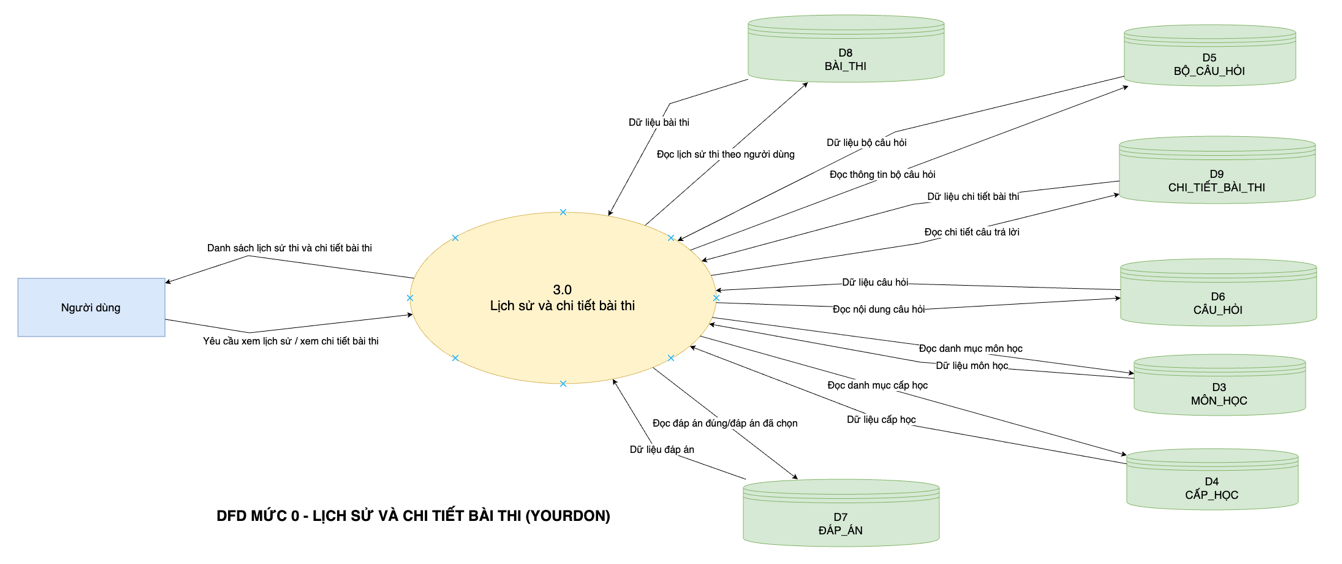 D8
BÀI_THI
D5
BỘ_CÂU_HỎI
Dữ liệu bài thi
Đọc lịch sử thi theo người dùng
Dữ liệu bộ câu hỏi
Đọc thông tin bộ câu hỏi
D9
CHI_TIẾT_BÀI_THI
Dữ liệu chi tiết bài thi
Đọc chi tiết câu trả lời
Danh sách lịch sử thi và chi tiết bài thi
Người dùng
Yêu cầu xem lịch sử / xem chi tiết bài thi
3.0
Lịch sử và chi tiết bài thi
Dữ liệu câu hỏi
Đọc nội dung câu hỏi
D6
CÂU_HỎI
Đọc danh mục môn học
Dữ liệu môn học
D3
MÔN_HỌC
Đọc danh mục cấp học
Dữ liệu cấp học
D4
CẤP_HỌC
Đọc đáp án đúng/đáp án đã chọn
Dữ liệu đáp án
D7
ĐÁP_ÁN
DFD MỨC 0 - LỊCH SỬ VÀ CHI TIẾT BÀI THI (YOURDON)